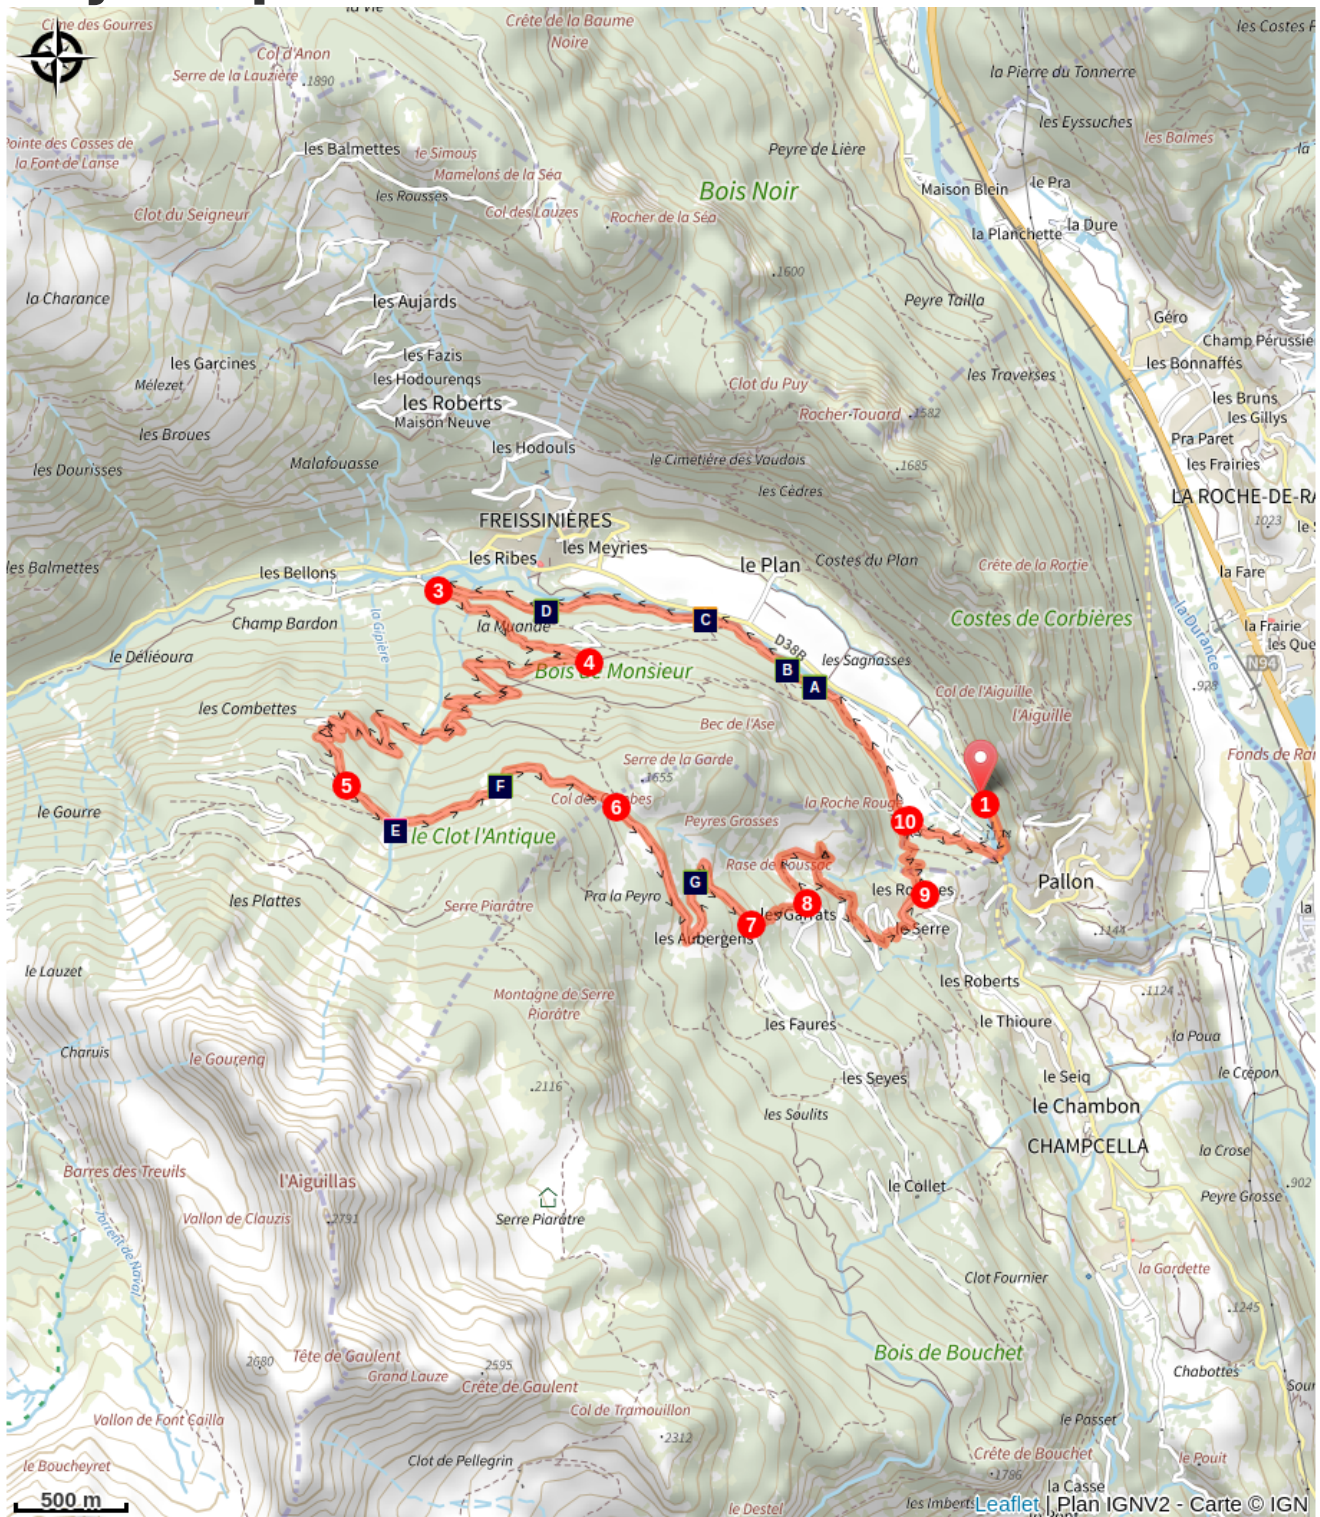 Cime des Gourres
Crête de la Baume
Noire
les Costes
Col d'Anon
Serre de la Lauzière
.1890
la Pierre du Tonnerre
les Eyssuches
les Balmes
Pointe des Casses de
la Font de Lanse
les Balmettes
le Simous
Mamelons de la Séa
Peyre de Lière
les Rousses
Bois Noir
Maison Blein
le Pra
Clot du Seigneur
Col des Lauzes
Rocher de la Séa
la Planchette
la Dure
.1600
la Charance
les Aujards
Peyre Tailla
Géro
Champ Pérussie
les Garcines
les Fazis
les Bonnaffés
Mélezet
les Hodourenqs
Clot du Puy
les Traverses
les Roberts
Maison Neuve
Rocher Touard
.1582
les Bruns
les Gillys
les Broues
les Hodouls
Pra Paret
les Dourisses
Malafouasse
le Cimetière des Vaudois
.1685
les Frairies
les Cèdres
LA ROCHE-DE-RA
FREISSINIÈRES
1023
les Meyries
les Ribes
le Plan
Costes du Plan
les Balmettes
les Bellons
Crête de la Rortie
la Fare
3
D
C
Champ Bardon
la Gipière
la Muande
Costes de Corbières
la Durance
la Frairie
les Que
D38B
le Déliéoura
4
Bois de Monsieur
B
A
les Sagnasses
N94
.928
les Combettes
Bec de l'Ase
Col de l'Aiguille
l'Aiguille
Serre de la Garde
.1655
Fonds de Ra
5
F
Col des
6
la Roche Rouge
1
le Gourre
E
le Clot l'Antique
Peyres Grosses
10
Rase de Roussac
G
Pallon
les Plattes
Serre Piarâtre
Pra la Peyro
8
les Garrats
9
7
le Serre
.1144
les Aubergens
le Lauzet
les Roberts
.1124
Montagne de Serre
Piarâtre
les Faures
le Thioure
la Poua
Charuis
le Gourenq
les Seyes
le Seiq
le Crépon
.2116
les Soulits
le Chambon
CHAMPCELLA
la Crose
Barres des Treuils
l'Aiguillas
le Collet
.902
Peyre Grosse
Vallon de Clauzis
.2791
Serre Piarâtre
Torrent de Naval
Clot Fournier
la Gardette
.1245
Bois de Bouchet
2680
Tête de Gaulent
2595
Grand Lauze
Crête de Gaulent
Chabottes
Vallon de Font Cailla
Col de Tramouillon
le Passet
.2312
le Boucheyret
Clot de Pellegrin
Crête de Bouchet
.1786
le Pouit
la Casse
500 m
le Destel
les Imberts
Leaflet | Plan IGNV2 - Carte © IGN